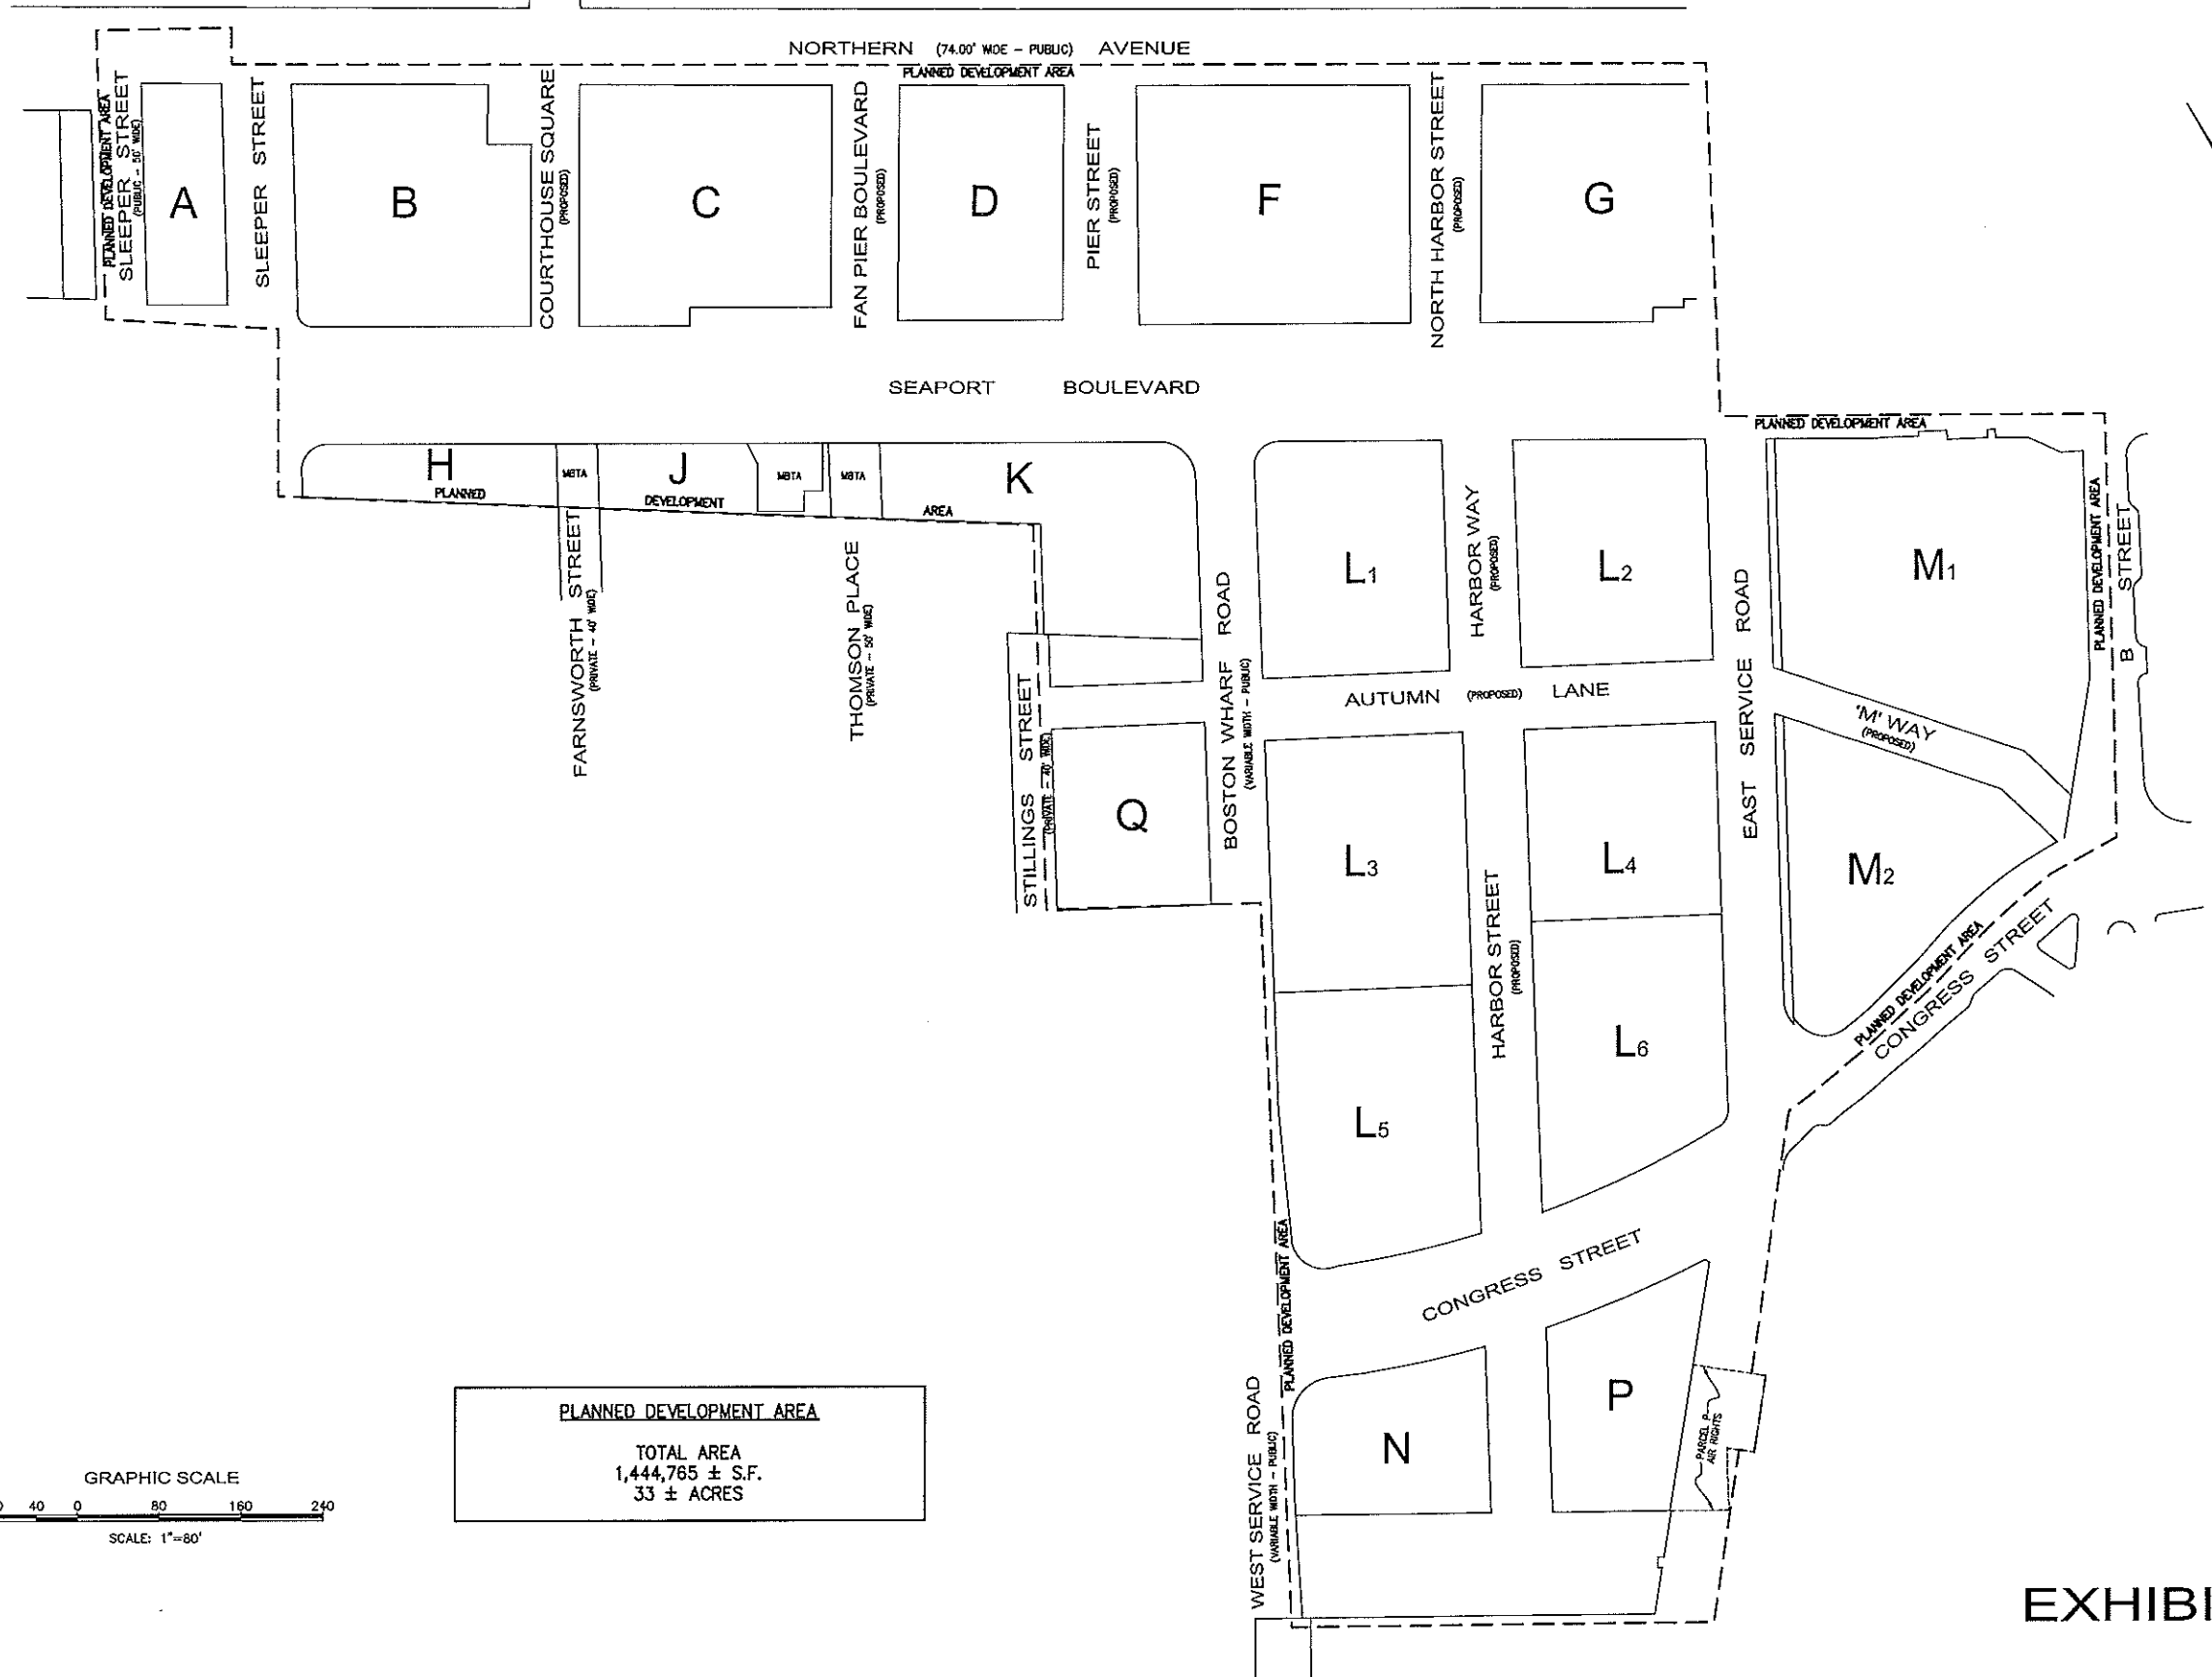 NORTHERN (74.00' WIDE – PUBLIC) AVENUE
PLANNED DEVELOPMENT AREA
PLANNED DEVELOPMENT AREA
SLEEPER STREET
(PUBLIC – 50' WIDE)
A
SLEEPER STREET
B
COURTHOUSE SQUARE
(PROPOSED)
C
FAN PIER BOULEVARD
(PROPOSED)
D
PIER STREET
(PROPOSED)
F
NORTH HARBOR STREET
(PROPOSED)
G
SEAPORT BOULEVARD
PLANNED DEVELOPMENT AREA
H
MBTA
J
MBTA
MBTA
K
PLANNED DEVELOPMENT AREA
FARNSWORTH STREET
(PRIVATE – 40' WIDE)
THOMSON PLACE
(PRIVATE – 50' WIDE)
STILLINGS STREET
(PRIVATE – 40' WIDE)
BOSTON WHARF ROAD
(VARIABLE WIDTH – PUBLIC)
L1
HARBOR WAY
(PROPOSED)
L2
EAST SERVICE ROAD
M1
PLANNED DEVELOPMENT AREA
B STREET
AUTUMN (PROPOSED) LANE
'M' WAY
(PROPOSED)
Q
L3
HARBOR STREET
(PROPOSED)
L4
M2
PLANNED DEVELOPMENT AREA
CONGRESS STREET
L5
L6
CONGRESS STREET
PLANNED DEVELOPMENT AREA
WEST SERVICE ROAD
(VARIABLE WIDTH – PUBLIC)
N
P
PARCEL P
AIR RIGHTS
PLANNED DEVELOPMENT AREA
TOTAL AREA
1,444,765 ± S.F.
33 ± ACRES
GRAPHIC SCALE
0 40 0 80 160 240
SCALE: 1"=80'
EXHIBI